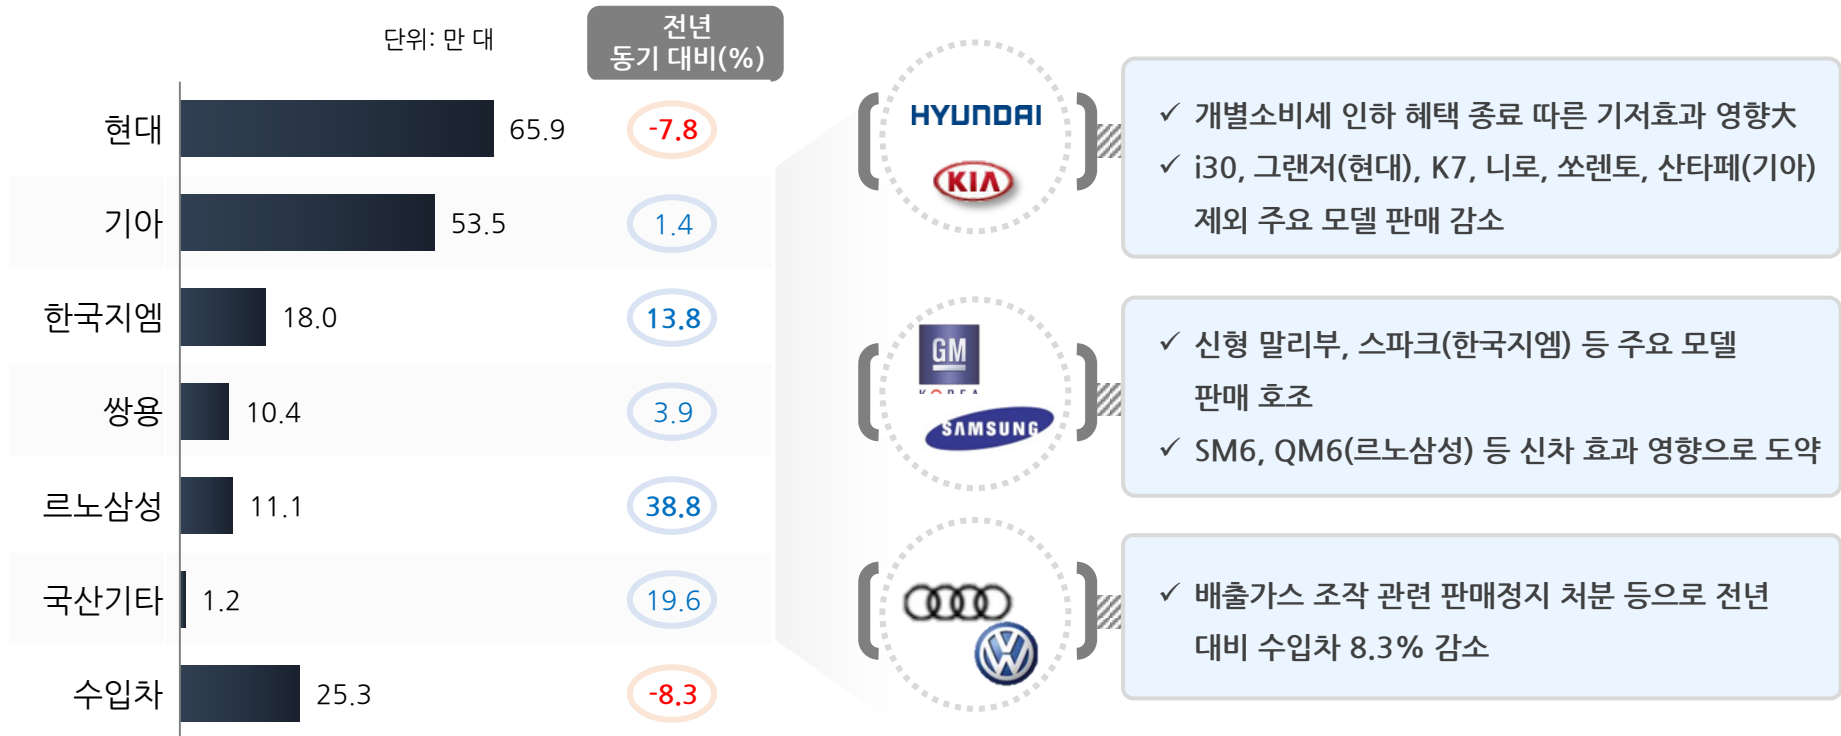 단위: 만 대
전년
동기 대비(%)
현대 65.9 -7.8
기아 53.5 1.4
한국지엠 18.0 13.8
쌍용 10.4 3.9
르노삼성 11.1 38.8
국산기타 1.2 19.6
수입차 25.3 -8.3
HYUNDAI
KIA
✓ 개별소비세 인하 혜택 종료 따른 기저효과 영향大
✓ i30, 그랜저(현대), K7, 니로, 쏘렌토, 산타페(기아)
제외 주요 모델 판매 감소
GM
KOREA
SAMSUNG
✓ 신형 말리부, 스파크(한국지엠) 등 주요 모델
판매 호조
✓ SM6, QM6(르노삼성) 등 신차 효과 영향으로 도약
✓ 배출가스 조작 관련 판매정지 처분 등으로 전년
대비 수입차 8.3% 감소